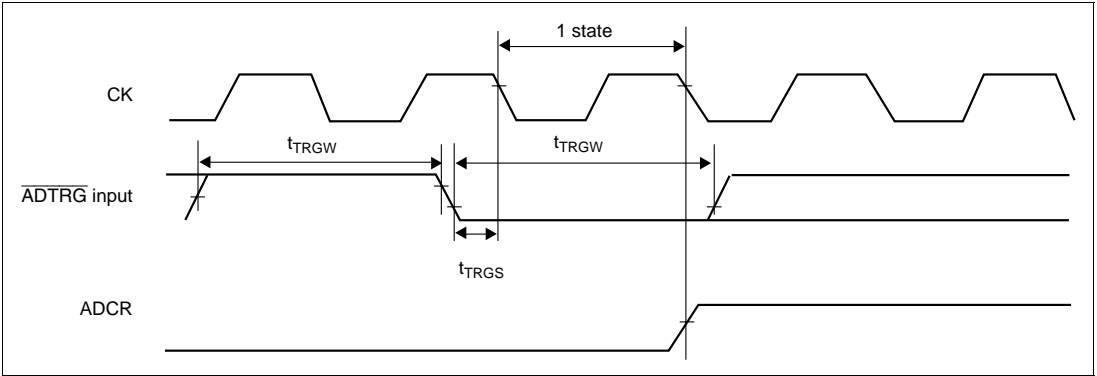 1 state
CK
tTRGW
tTRGW
ADTRG input
tTRGS
ADCR